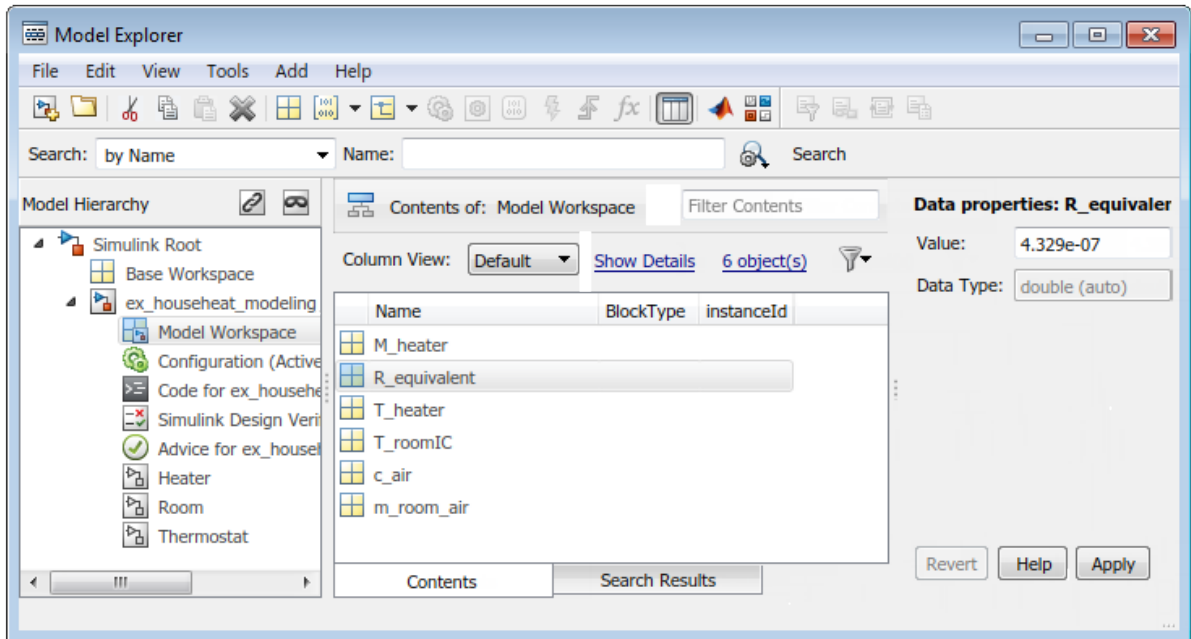 Model Explorer
File Edit View Tools Add Help
Search: by Name Name: Search
Model Hierarchy
Simulink Root
Base Workspace
ex_househeat_modeling
Model Workspace
Configuration (Active
Code for ex_househe
Simulink Design Veri
Advice for ex_househ
Heater
Room
Thermostat
Contents of: Model Workspace Filter Contents
Column View: Default Show Details 6 object(s)
Name BlockType instanceId
M_heater
R_equivalent
T_heater
T_roomIC
c_air
m_room_air
Contents Search Results
Data properties: R_equivaler
Value: 4.329e-07
Data Type: double (auto)
Revert Help Apply